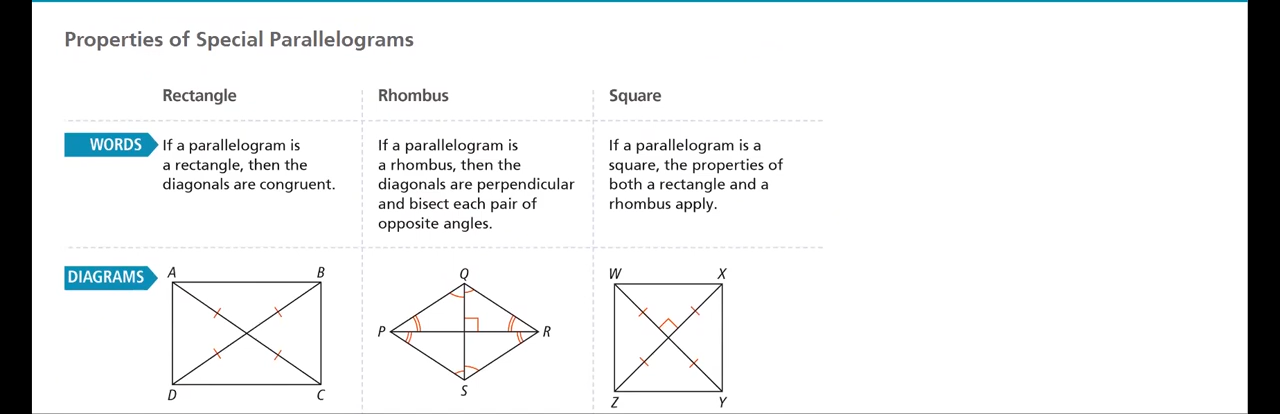 Properties of Special Parallelograms
Rectangle
Rhombus
Square
WORDS
If a parallelogram is
a rectangle, then the
diagonals are congruent.
If a parallelogram is
a rhombus, then the
diagonals are perpendicular
and bisect each pair of
opposite angles.
If a parallelogram is a
square, the properties of
both a rectangle and a
rhombus apply.
DIAGRAMS
A
B
D
C
Q
P
R
S
W
X
Z
Y